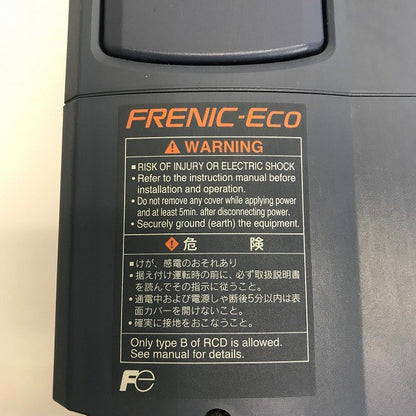 FRENIC-Eco
WARNING
■ RISK OF INJURY OR ELECTRIC SHOCK
• Refer to the instruction manual before
installation and operation.
• Do not remove any cover while applying power
and at least 5min. after disconnecting power.
• Securely ground (earth) the equipment.
危 険
■ けが、感電のおそれあり
• 据え付け運転時の前に、必ず取扱説明書
を読んでその指示に従うこと。
• 通電中および電源しゃ断後5分以内は表
面カバーを開けないこと。
• 確実に接地をおこなうこと。
Only type B of RCD is allowed.
See manual for details.
Fe